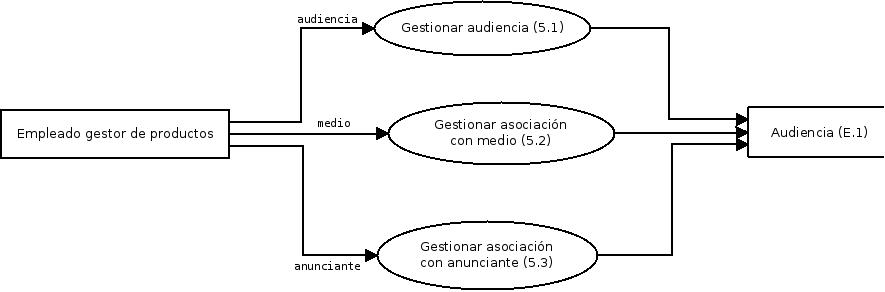 audiencia
Gestionar audiencia (5.1)
Empleado gestor de productos
medio
Gestionar asociación
con medio (5.2)
Audiencia (E.1)
Gestionar asociación
con anunciante (5.3)
anunciante